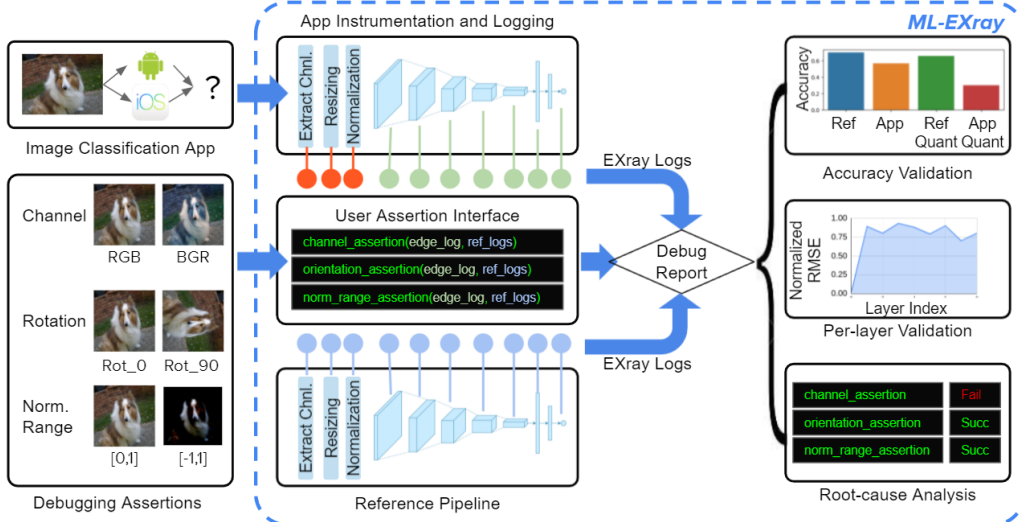 App Instrumentation and Logging
ML-EXray
iOS
?
Image Classification App
Extract Chnl.
Resizing
Normalization
EXray Logs
Accuracy
0.6
0.4
0.2
0.0
Ref
App
Ref
Quant
App
Quant
Accuracy Validation
Channel
RGB
BGR
Rotation
Rot_0
Rot_90
Norm.
Range
[0,1]
[-1,1]
Debugging Assertions
User Assertion Interface
channel_assertion(edge_log, ref_logs)
orientation_assertion(edge_log, ref_logs)
norm_range_assertion(edge_log, ref_logs)
Debug
Report
Normalized
RMSE
1.00
0.75
0.50
0.25
0.00
Layer Index
Per-layer Validation
EXray Logs
Extract Chnl.
Resizing
Normalization
Reference Pipeline
channel_assertion
Fail
orientation_assertion
Succ
norm_range_assertion
Succ
Root-cause Analysis